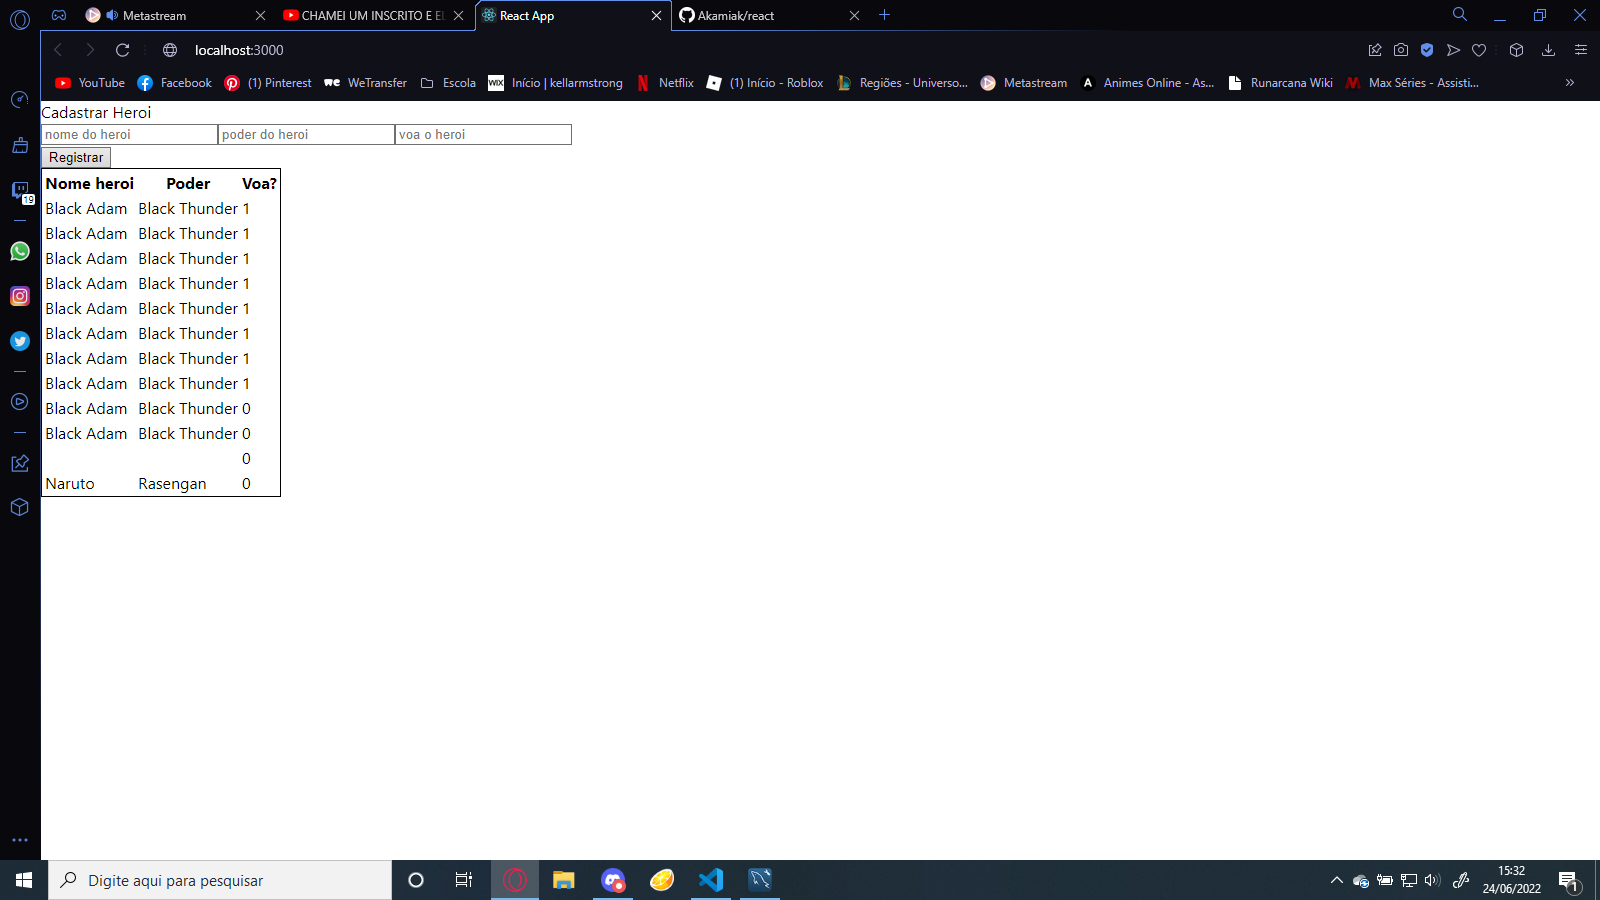 Metastream
CHAMEI UM INSCRITO E EL
React App
Akamiak/react
localhost:3000
YouTube
Facebook
(1) Pinterest
WeTransfer
Escola
WIX
Início | kellarmstrong
Netflix
(1) Início - Roblox
Regiões - Universo...
Metastream
A
Animes Online - As...
Runarcana Wiki
Max Séries - Assisti...
»
19
Cadastrar Heroi
nome do heroi poder do heroi voa o heroi
Registrar
Nome heroi Poder Voa?
Black Adam Black Thunder 1
Black Adam Black Thunder 1
Black Adam Black Thunder 1
Black Adam Black Thunder 1
Black Adam Black Thunder 1
Black Adam Black Thunder 1
Black Adam Black Thunder 1
Black Adam Black Thunder 1
Black Adam Black Thunder 0
Black Adam Black Thunder 0
0
Naruto Rasengan 0
Digite aqui para pesquisar
15:32
24/06/2022
1